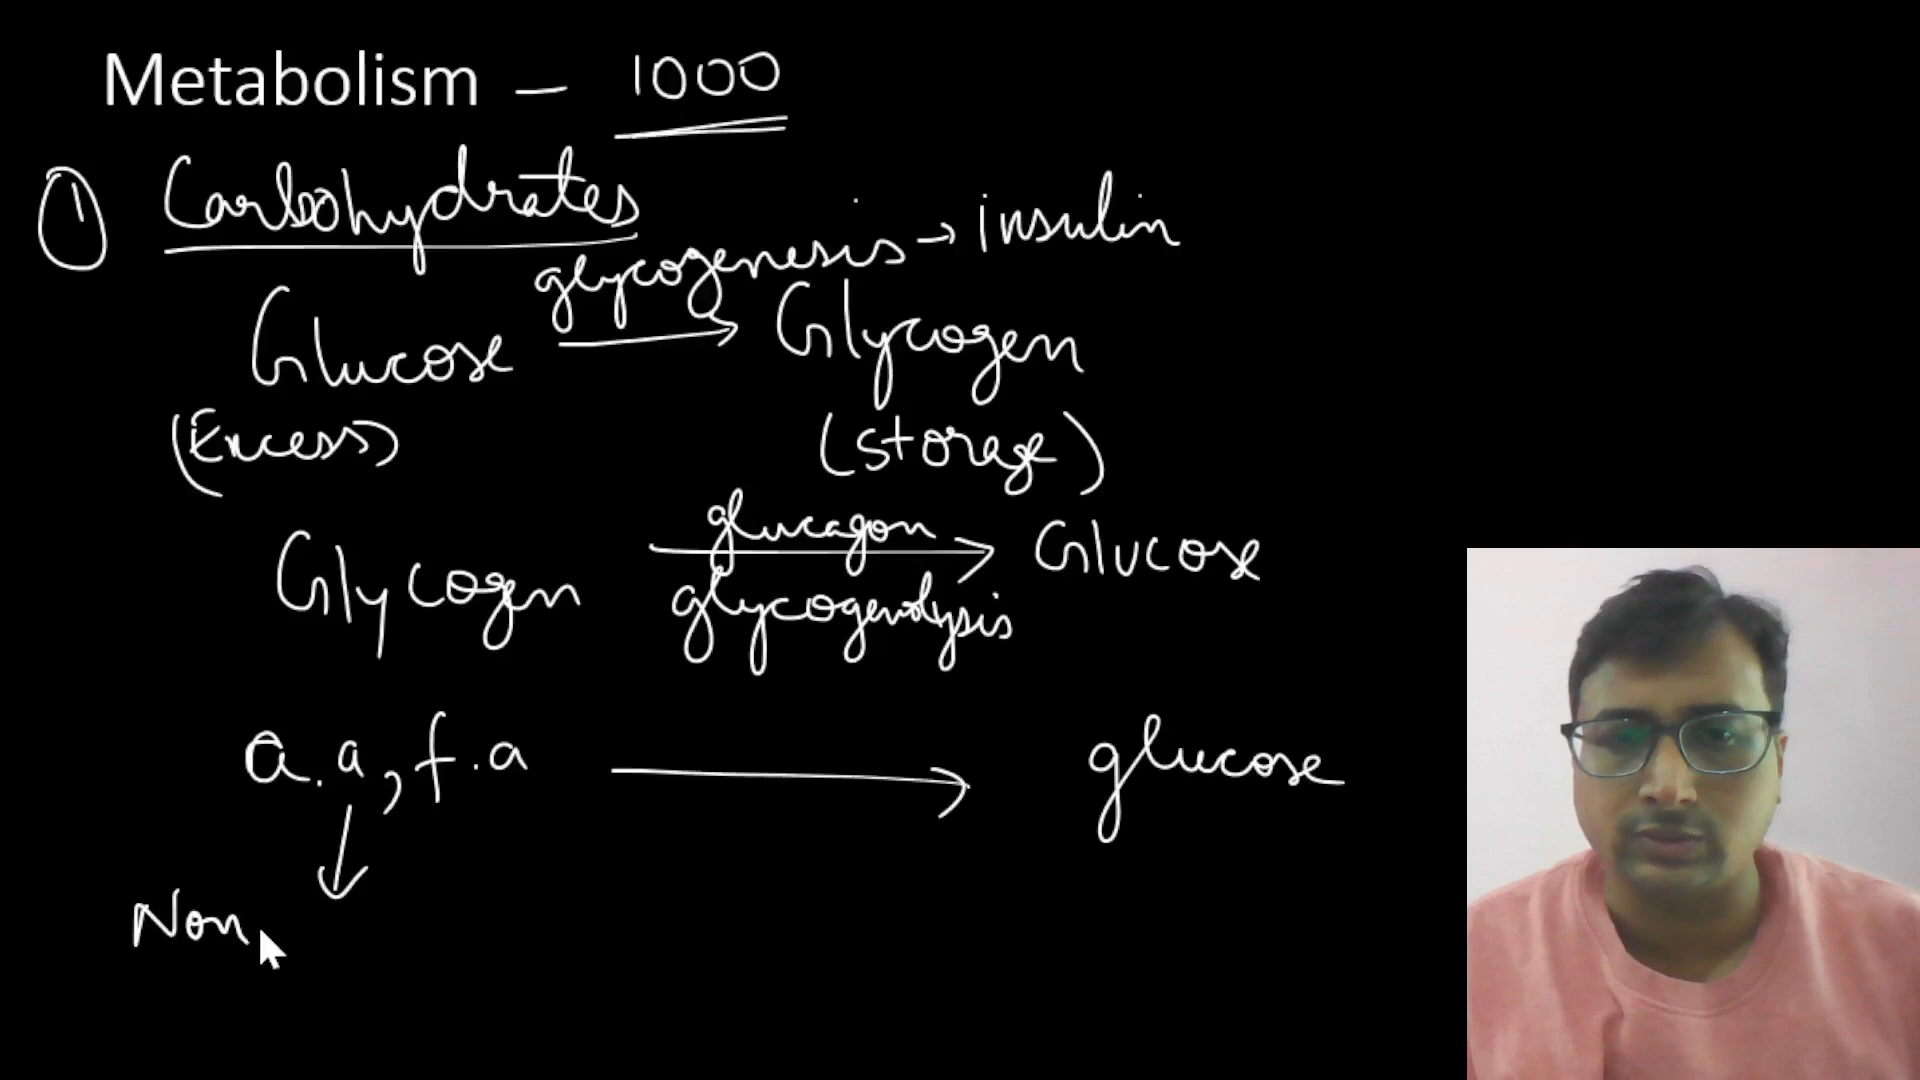 Metabolism – 1000
① Carbohydrates
glycogenesis → insulin
Glucose → Glycogen
(Excess) (storage)
glucagon
Glycogen → Glucose
glycogenolysis
a.a, f.a → glucose
↓
Non